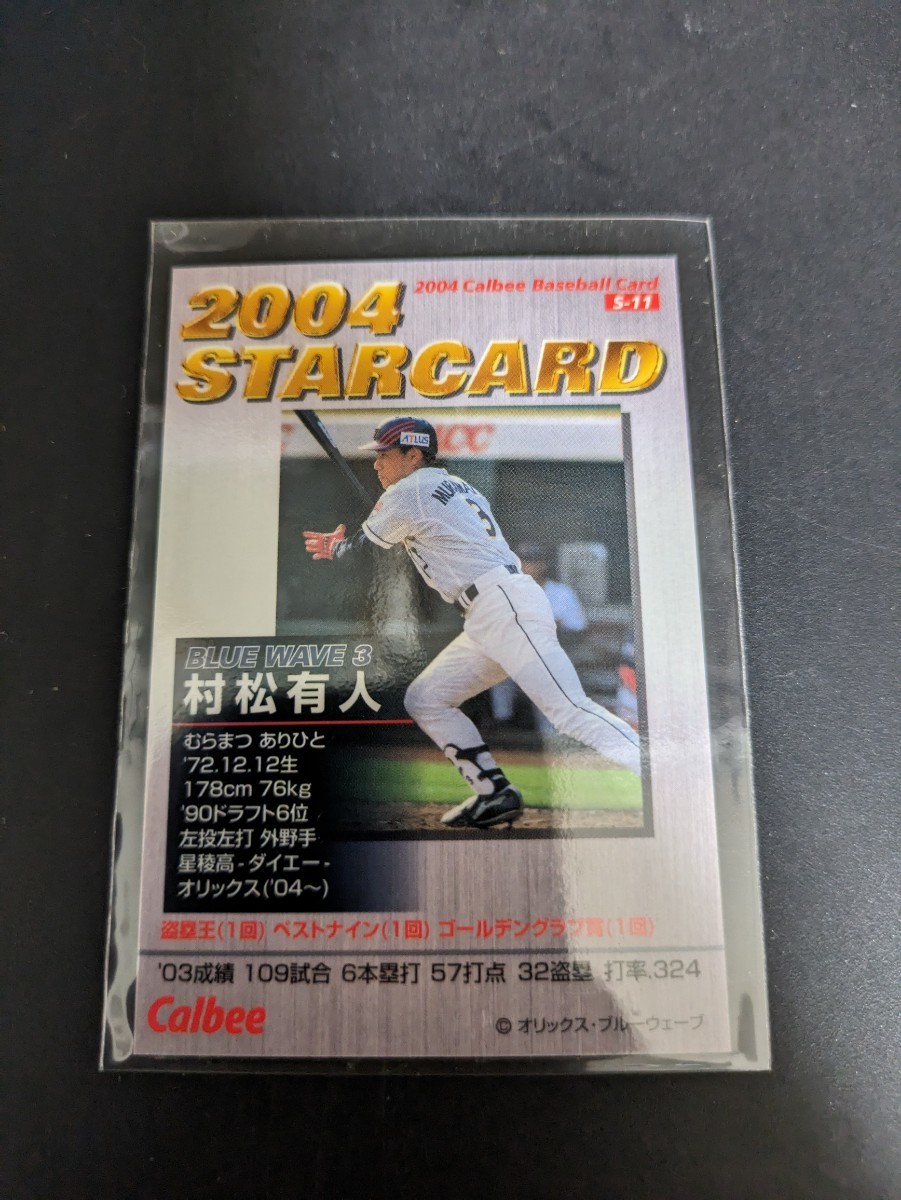 2004 Calbee Baseball Card
S-11
2004
STARCARD
ATLUS
3
BLUE WAVE 3
村松有人
むらまつ ありひと
'72.12.12生
178cm 76kg
'90ドラフト6位
左投左打 外野手
星稜高-ダイエー-
オリックス('04〜)
盗塁王(1回) ベストナイン(1回) ゴールデングラブ賞(1回)
'03成績 109試合 6本塁打 57打点 32盗塁 打率.324
Calbee
© オリックス・ブルーウェーブ